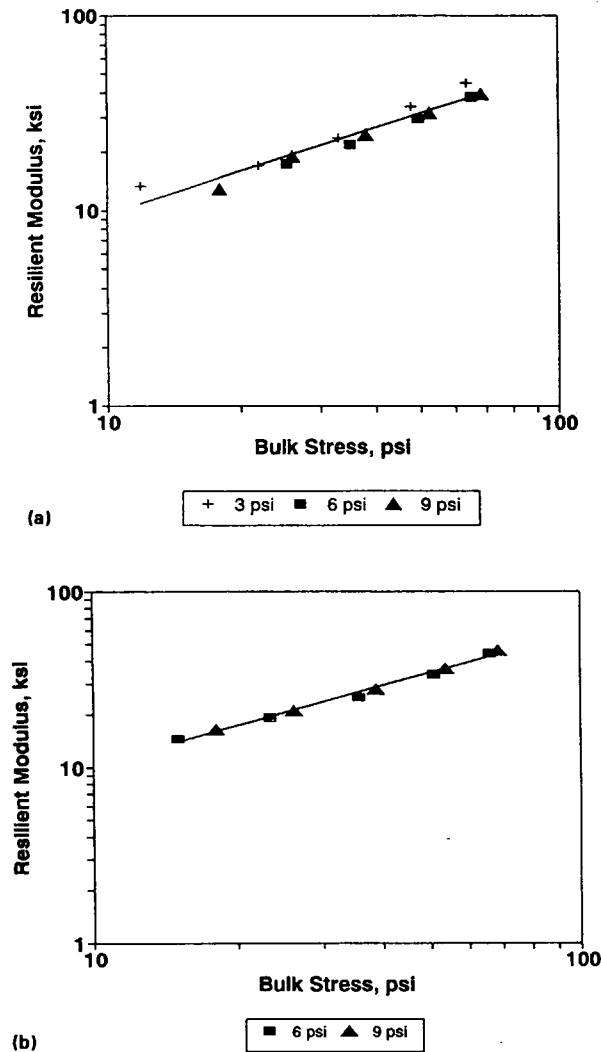 100
Resilient Modulus, ksi
10
1
10
100
Bulk Stress, psi
3 psi 6 psi 9 psi
(a)
100
Resilient Modulus, ksi
10
1
10
100
Bulk Stress, psi
6 psi 9 psi
(b)